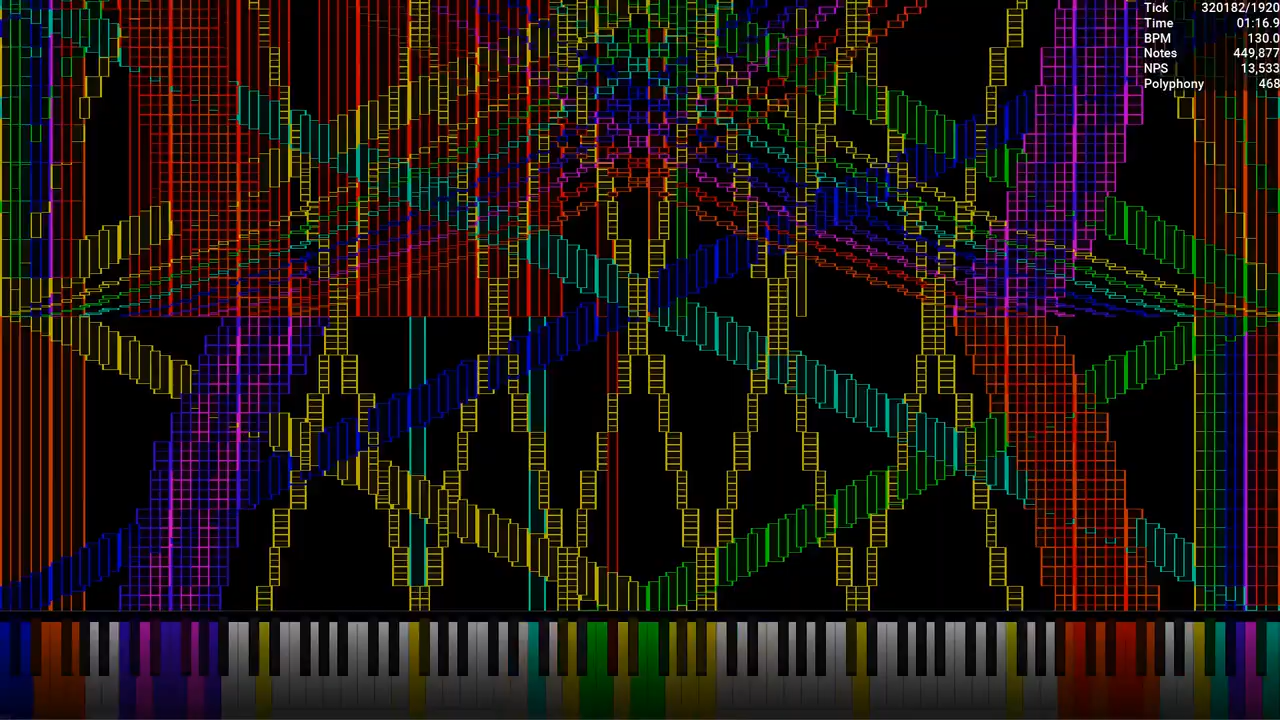 Tick 320182/1920
Time 01:16.9
BPM 130.0
Notes 449,877
NPS 13,533
Polyphony 468